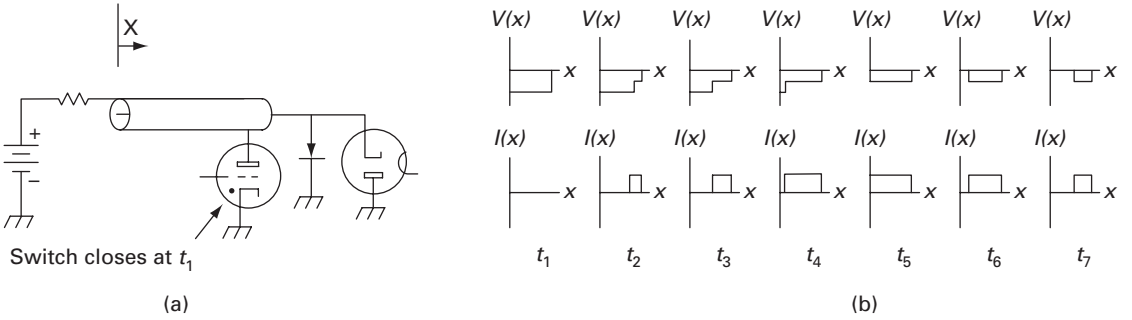 X
+
−
Switch closes at t1
(a)
V(x) V(x) V(x) V(x) V(x) V(x) V(x)
x x x x x x x
I(x) I(x) I(x) I(x) I(x) I(x) I(x)
x x x x x x x
t1 t2 t3 t4 t5 t6 t7
(b)